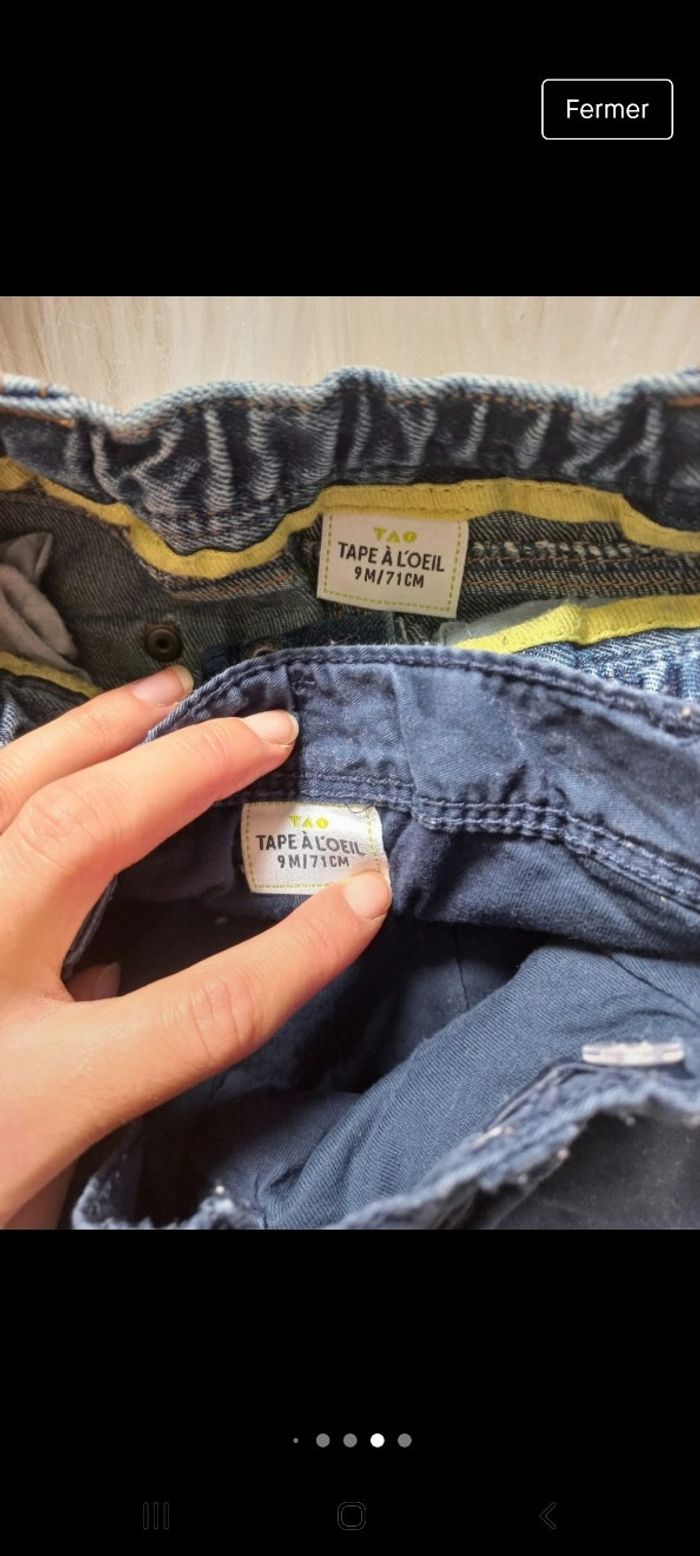 Fermer
TAO
TAPE À L'OEIL
9M/71CM
TAO
TAPE À L'OEIL
9M/71CM